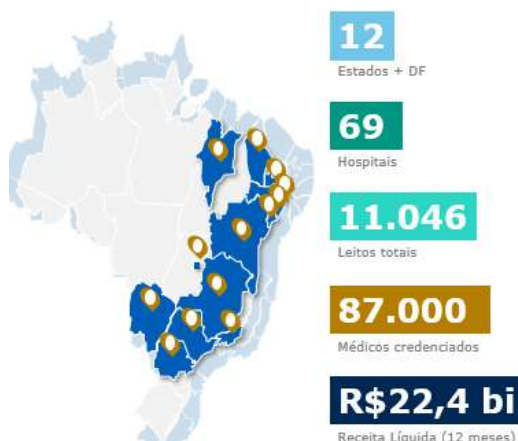 12
Estados + DF
69
Hospitais
11.046
Leitos totais
87.000
Médicos credenciados
R$22,4 bi
Receita Líquida (12 meses)